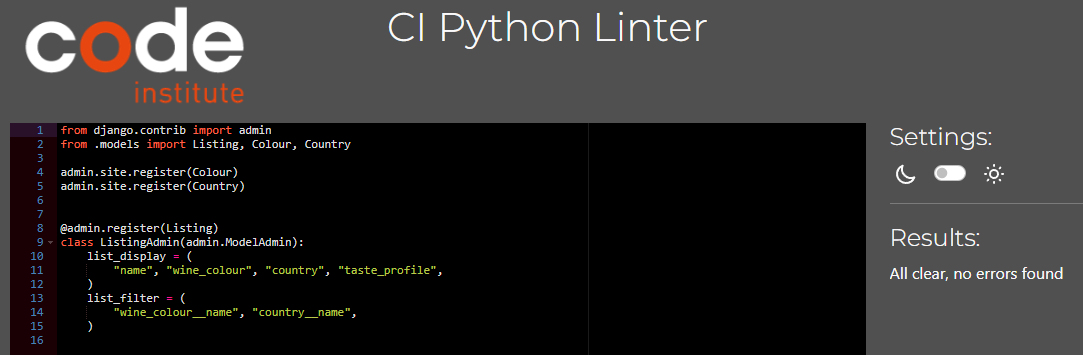 code
institute
CI Python Linter
1 from django.contrib import admin
2 from .models import Listing, Colour, Country
3
4 admin.site.register(Colour)
5 admin.site.register(Country)
6
7
8 @admin.register(Listing)
9 class ListingAdmin(admin.ModelAdmin):
10     list_display = (
11         "name", "wine_colour", "country", "taste_profile",
12     )
13     list_filter = (
14         "wine_colour__name", "country__name",
15     )
16
Settings:
Results:
All clear, no errors found